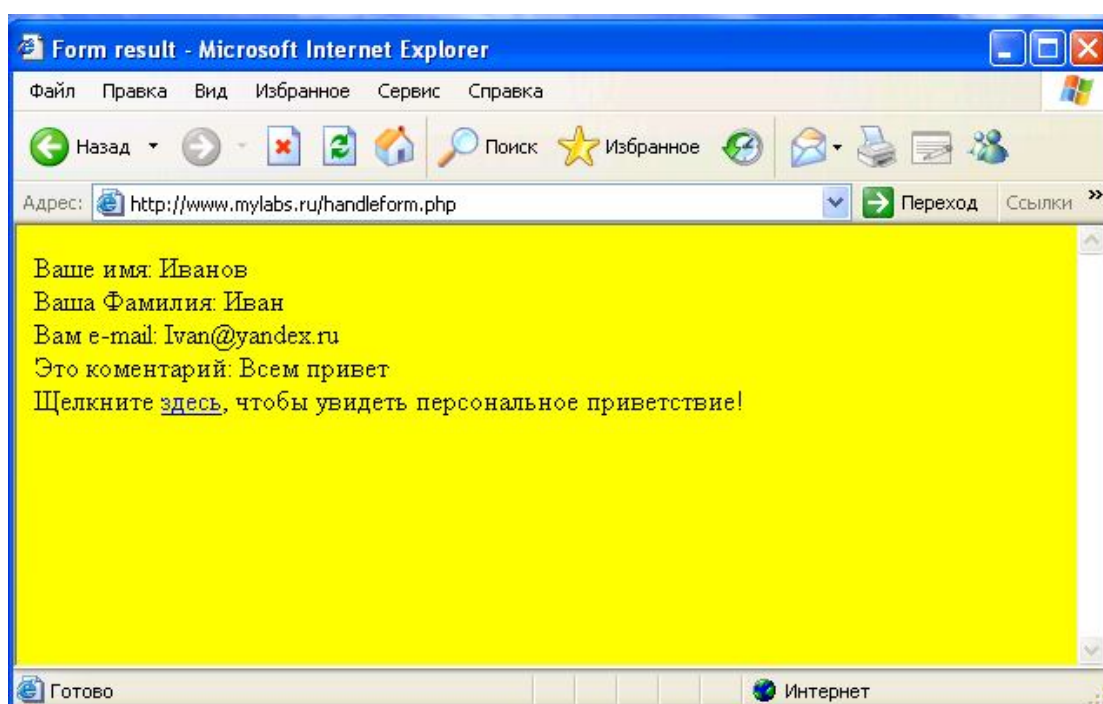 Form result - Microsoft Internet Explorer
Файл Правка Вид Избранное Сервис Справка
Назад Поиск Избранное
Адрес: http://www.mylabs.ru/handleform.php Переход Ссылки »
Ваше имя: Иванов
Ваша Фамилия: Иван
Вам e-mail: Ivan@yandex.ru
Это коментарий: Всем привет
Щелкните здесь, чтобы увидеть персональное приветствие!
Готово Интернет